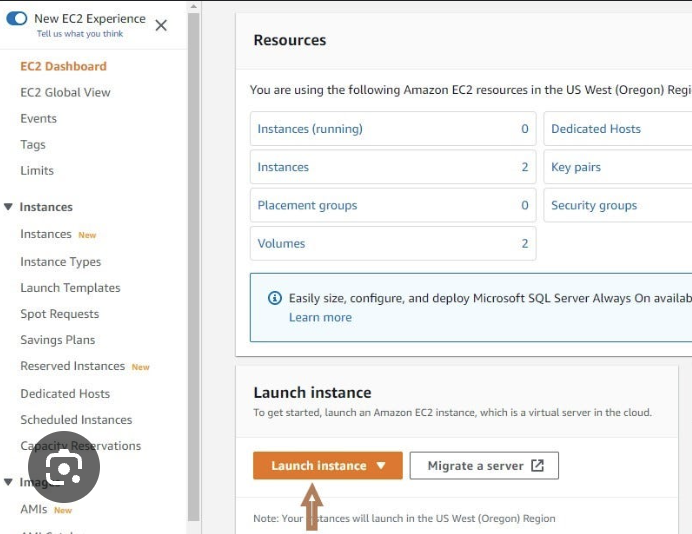 New EC2 Experience
Tell us what you think
EC2 Dashboard
EC2 Global View
Events
Tags
Limits
Instances
Instances New
Instance Types
Launch Templates
Spot Requests
Savings Plans
Reserved Instances New
Dedicated Hosts
Scheduled Instances
Capacity Reservations
AMIs New
Resources
You are using the following Amazon EC2 resources in the US West (Oregon) Regi
Instances (running) 0 Dedicated Hosts
Instances 2 Key pairs
Placement groups 0 Security groups
Volumes 2
Easily size, configure, and deploy Microsoft SQL Server Always On availab
Learn more
Launch instance
To get started, launch an Amazon EC2 instance, which is a virtual server in the cloud.
Launch instance Migrate a server
Note: Your instances will launch in the US West (Oregon) Region